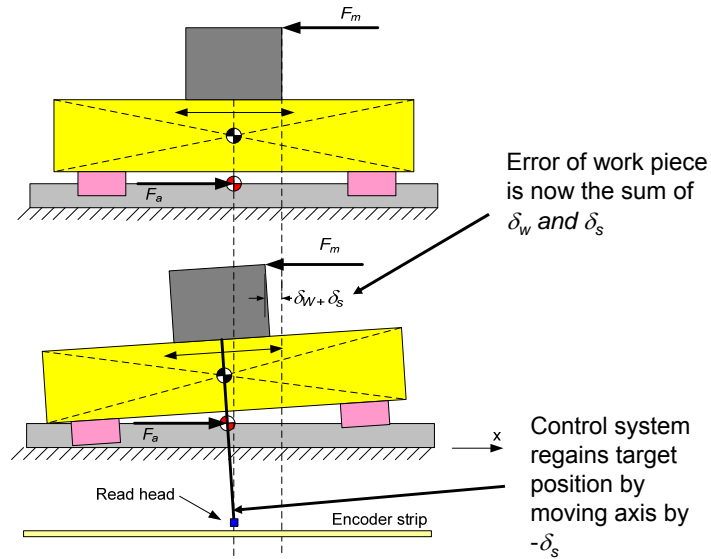 Fm
Fa
Error of work piece
is now the sum of
δw and δs
Fm
δW + δs
Fa
x
Control system
regains target
position by
moving axis by
-δs
Read head
Encoder strip